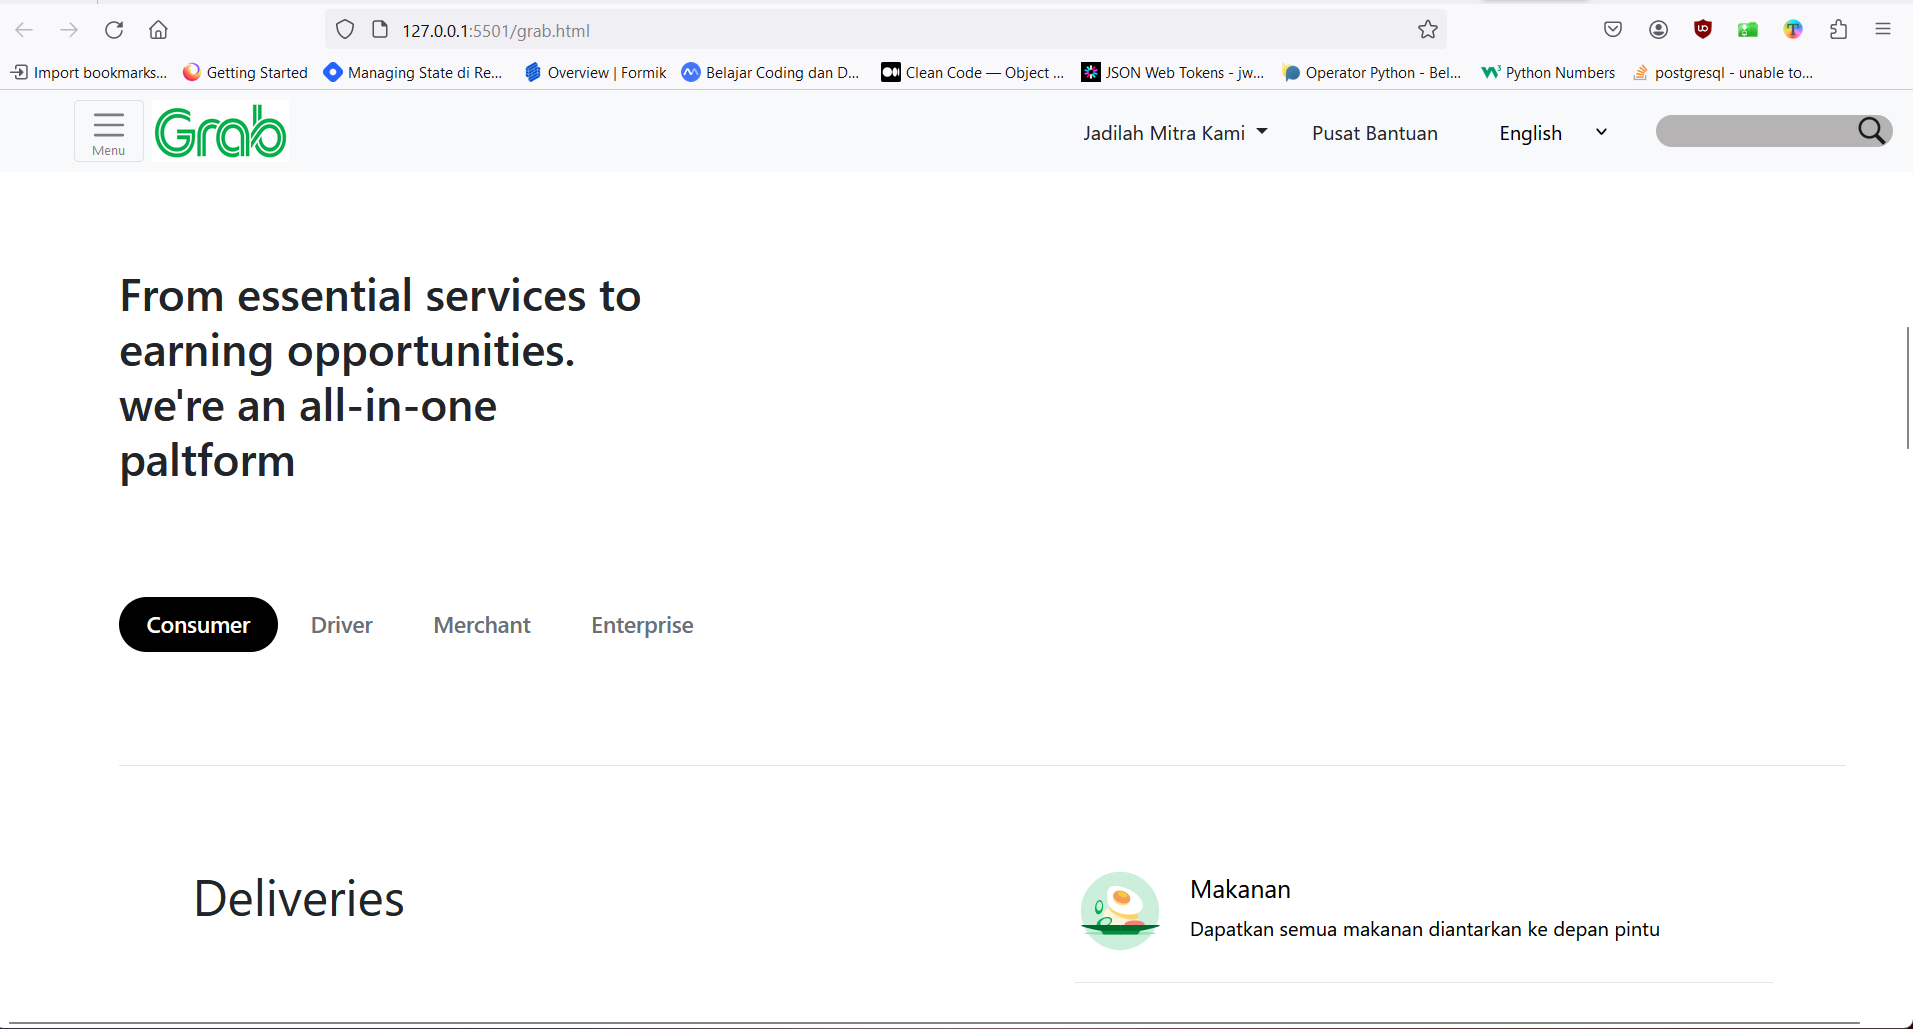 127.0.0.1:5501/grab.html
Import bookmarks...
Getting Started
Managing State di Re...
Overview | Formik
Belajar Coding dan D...
Clean Code — Object ...
JSON Web Tokens - jw...
Operator Python - Bel...
Python Numbers
postgresql - unable to...
Menu
Grab
Jadilah Mitra Kami
Pusat Bantuan
English
From essential services to
earning opportunities.
we're an all-in-one
paltform
Consumer
Driver
Merchant
Enterprise
Deliveries
Makanan
Dapatkan semua makanan diantarkan ke depan pintu